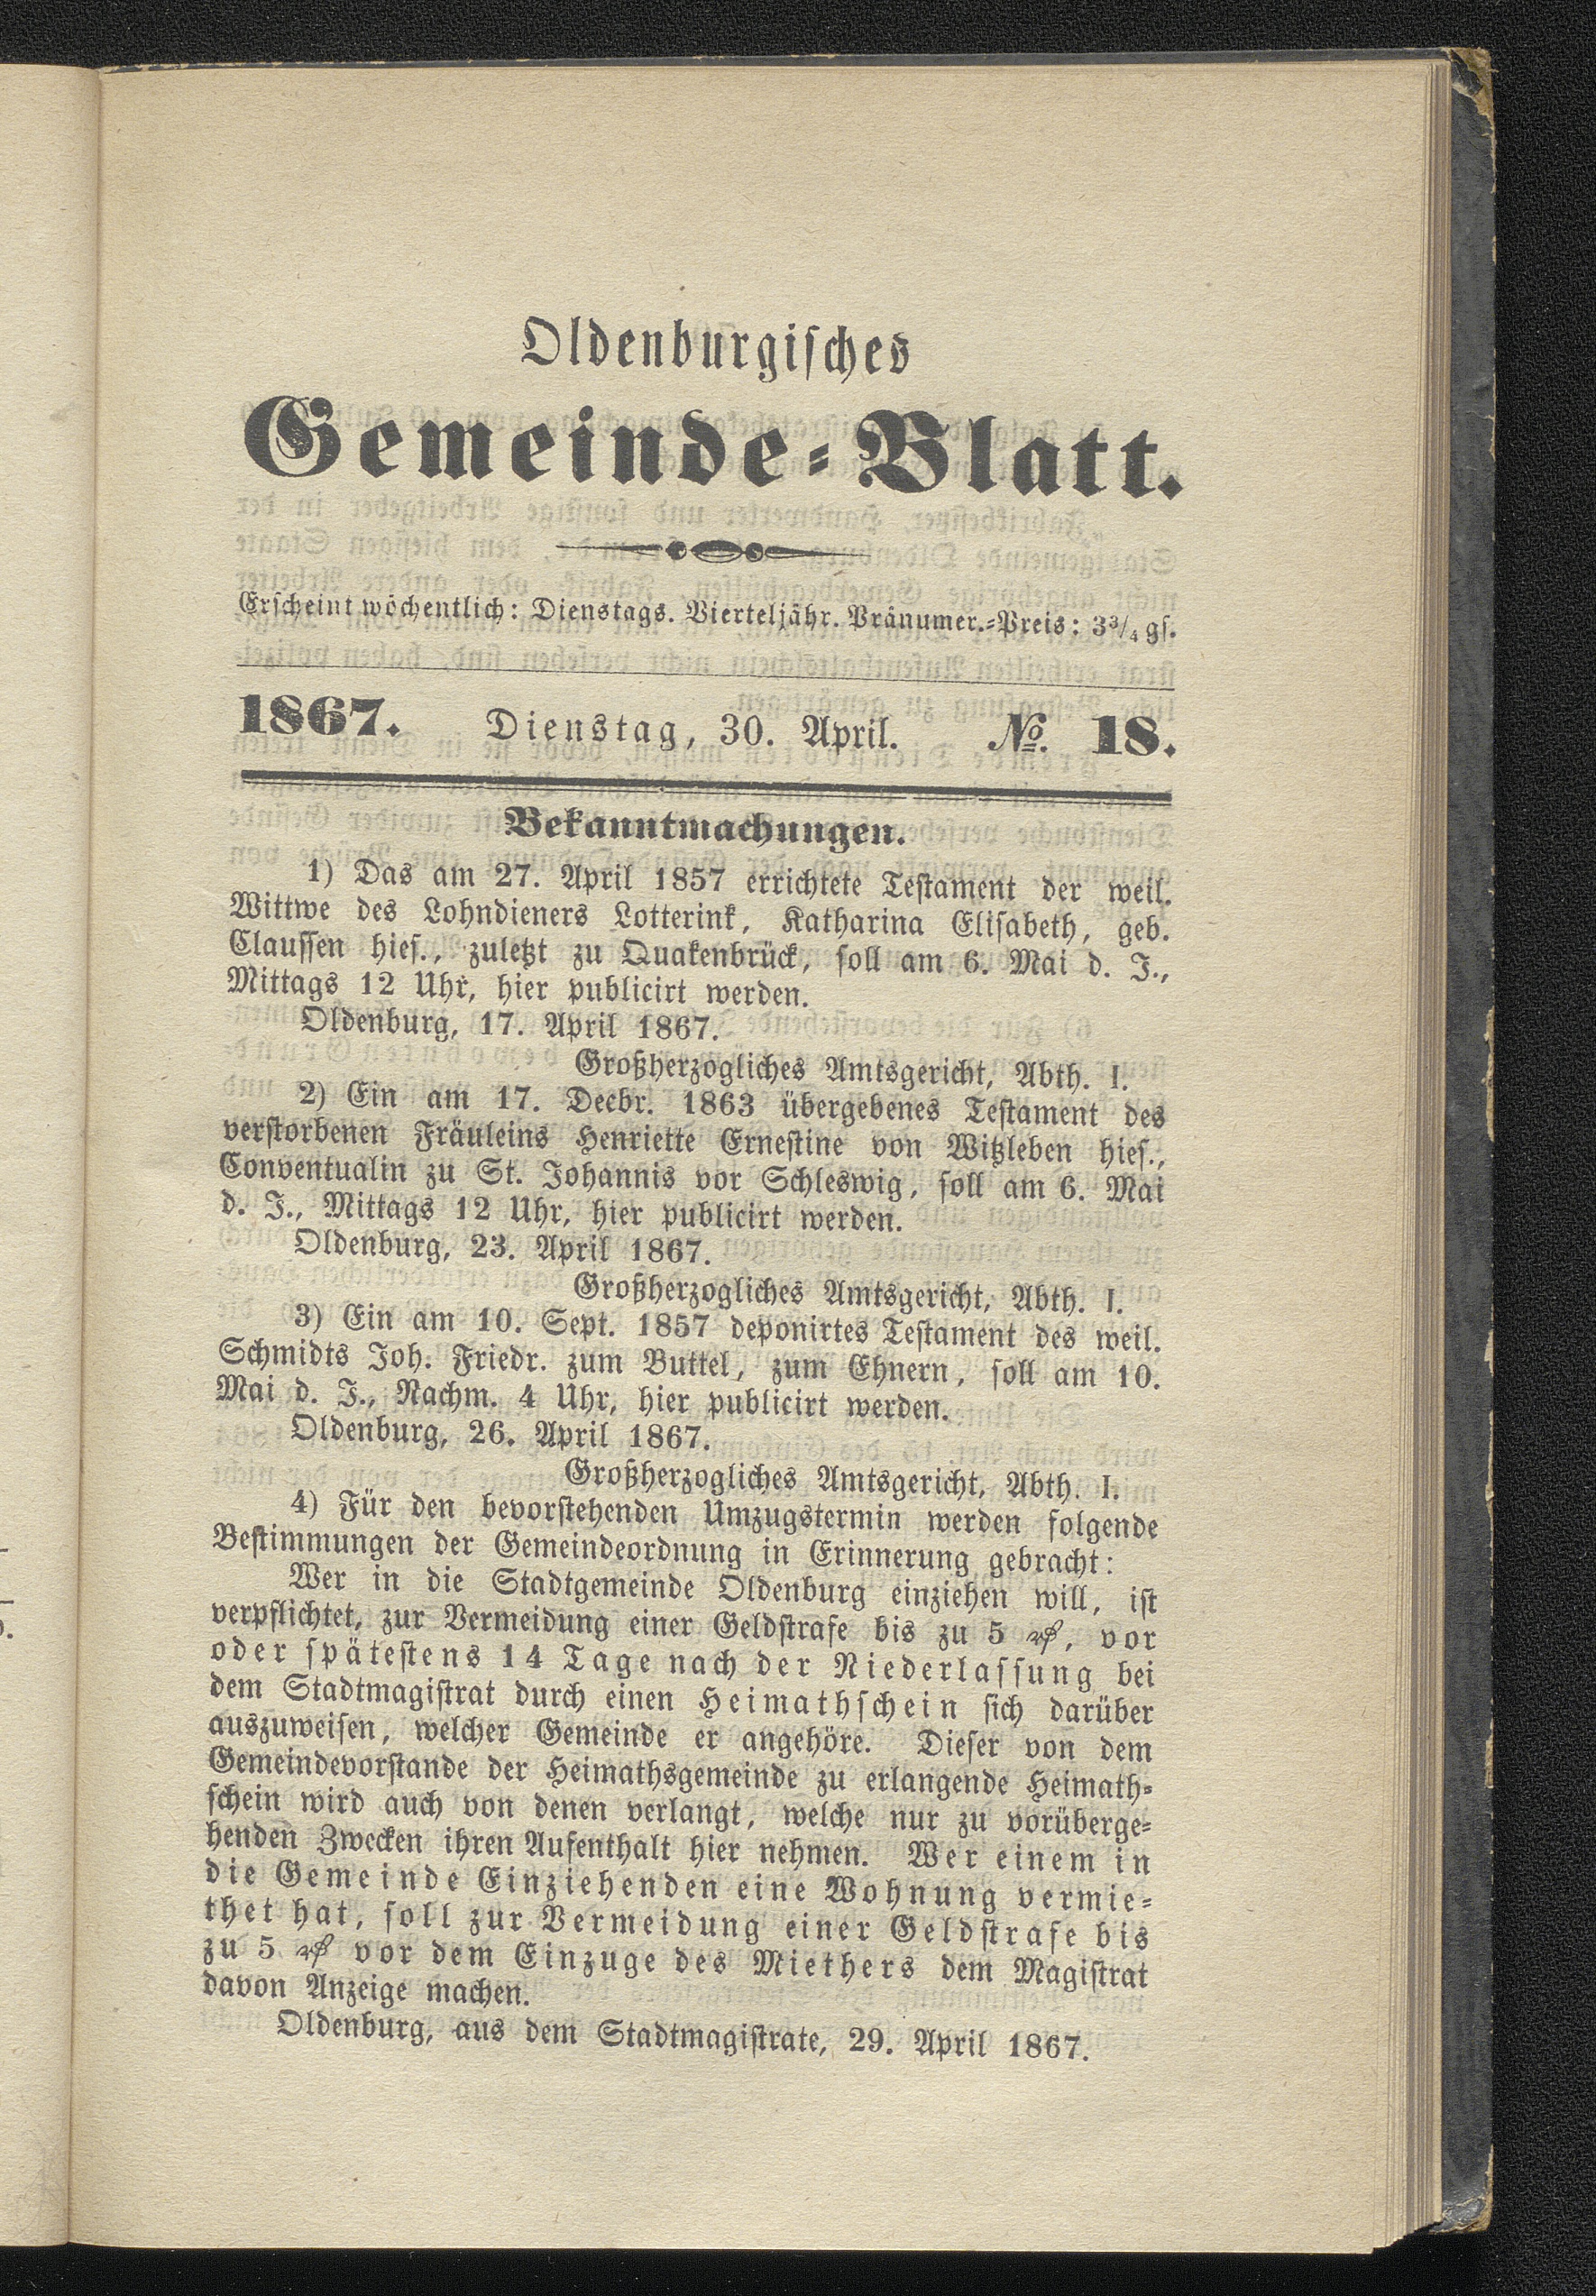 Oldenburgisches
Gemeinde-Blatt.
Erscheint wöchentlich: Dienstags. Vierteljähr. Pränumer.-Preis: 3¾ gs.
1867. Dienstag, 30. April. No. 18.
Bekanntmachungen.
1) Das am 27. April 1857 errichtete Testament der weil.
Wittwe des Lohndieners Lotterink, Katharina Elisabeth, geb.
Claussen hies., zuletzt zu Quakenbrück, soll am 6. Mai d. J.,
Mittags 12 Uhr, hier publicirt werden.
Oldenburg, 17. April 1867.
Großherzogliches Amtsgericht, Abth. I.
2) Ein am 17. Decbr. 1863 übergebenes Testament des
verstorbenen Fräuleins Henriette Ernestine von Witzleben hies.,
Conventualin zu St. Johannis vor Schleswig, soll am 6. Mai
d. J., Mittags 12 Uhr, hier publicirt werden.
Oldenburg, 23. April 1867.
Großherzogliches Amtsgericht, Abth. I.
3) Ein am 10. Sept. 1857 deponirtes Testament des weil.
Schmidts Joh. Friedr. zum Buttel, zum Ehnern, soll am 10.
Mai d. J., Nachm. 4 Uhr, hier publicirt werden.
Oldenburg, 26. April 1867.
Großherzogliches Amtsgericht, Abth. I.
4) Für den bevorstehenden Umzugstermin werden folgende
Bestimmungen der Gemeindeordnung in Erinnerung gebracht:
Wer in die Stadtgemeinde Oldenburg einziehen will, ist
verpflichtet, zur Vermeidung einer Geldstrafe bis zu 5 ₰, vor
oder spätestens 14 Tage nach der Niederlassung bei
dem Stadtmagistrat durch einen Heimathschein sich darüber
auszuweisen, welcher Gemeinde er angehöre. Dieser von dem
Gemeindevorstande der Heimathsgemeinde zu erlangende Heimath-
schein wird auch von denen verlangt, welche nur zu vorüberge-
henden Zwecken ihren Aufenthalt hier nehmen. Wer einem in
die Gemeinde Einziehenden eine Wohnung vermie-
thet hat, soll zur Vermeidung einer Geldstrafe bis
zu 5 ₰ vor dem Einzuge des Miethers dem Magistrat
davon Anzeige machen.
Oldenburg, aus dem Stadtmagistrate, 29. April 1867.